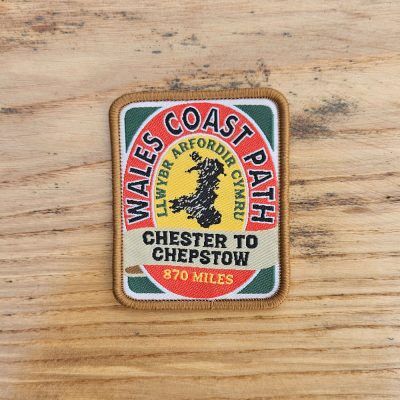 WALES COAST PATH
LLWYBR ARFORDIR CYMRU
CHESTER TO
CHEPSTOW
870 MILES